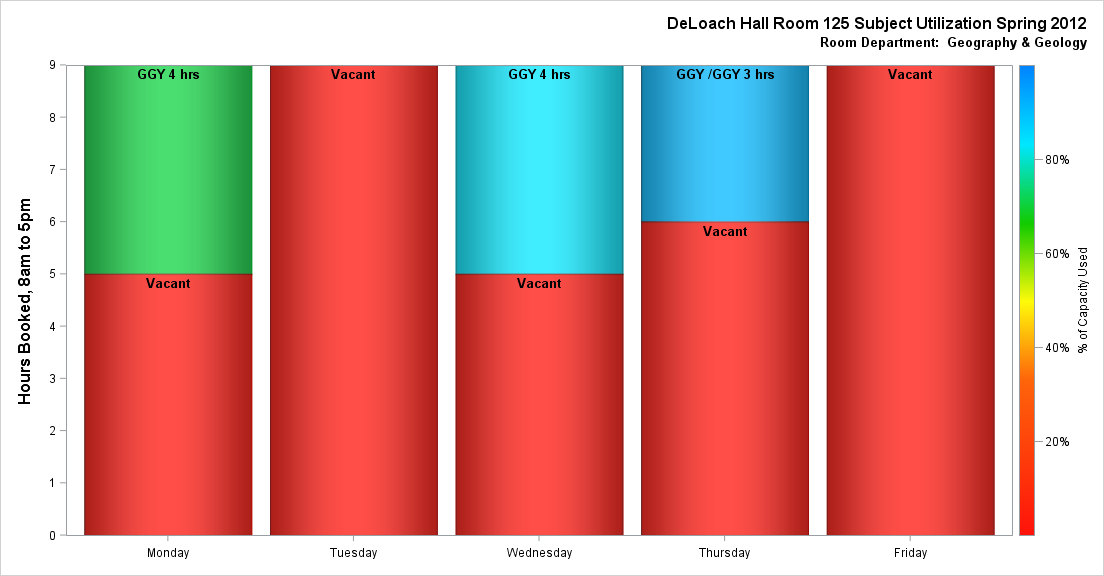 DeLoach Hall Room 125 Subject Utilization Spring 2012
Room Department:  Geography & Geology
Hours Booked, 8am to 5pm
9
8
7
6
5
4
3
2
1
0
GGY 4 hrs
Vacant
Vacant
GGY 4 hrs
Vacant
GGY /GGY 3 hrs
Vacant
Vacant
Monday
Tuesday
Wednesday
Thursday
Friday
80%
60%
40%
20%
% of Capacity Used